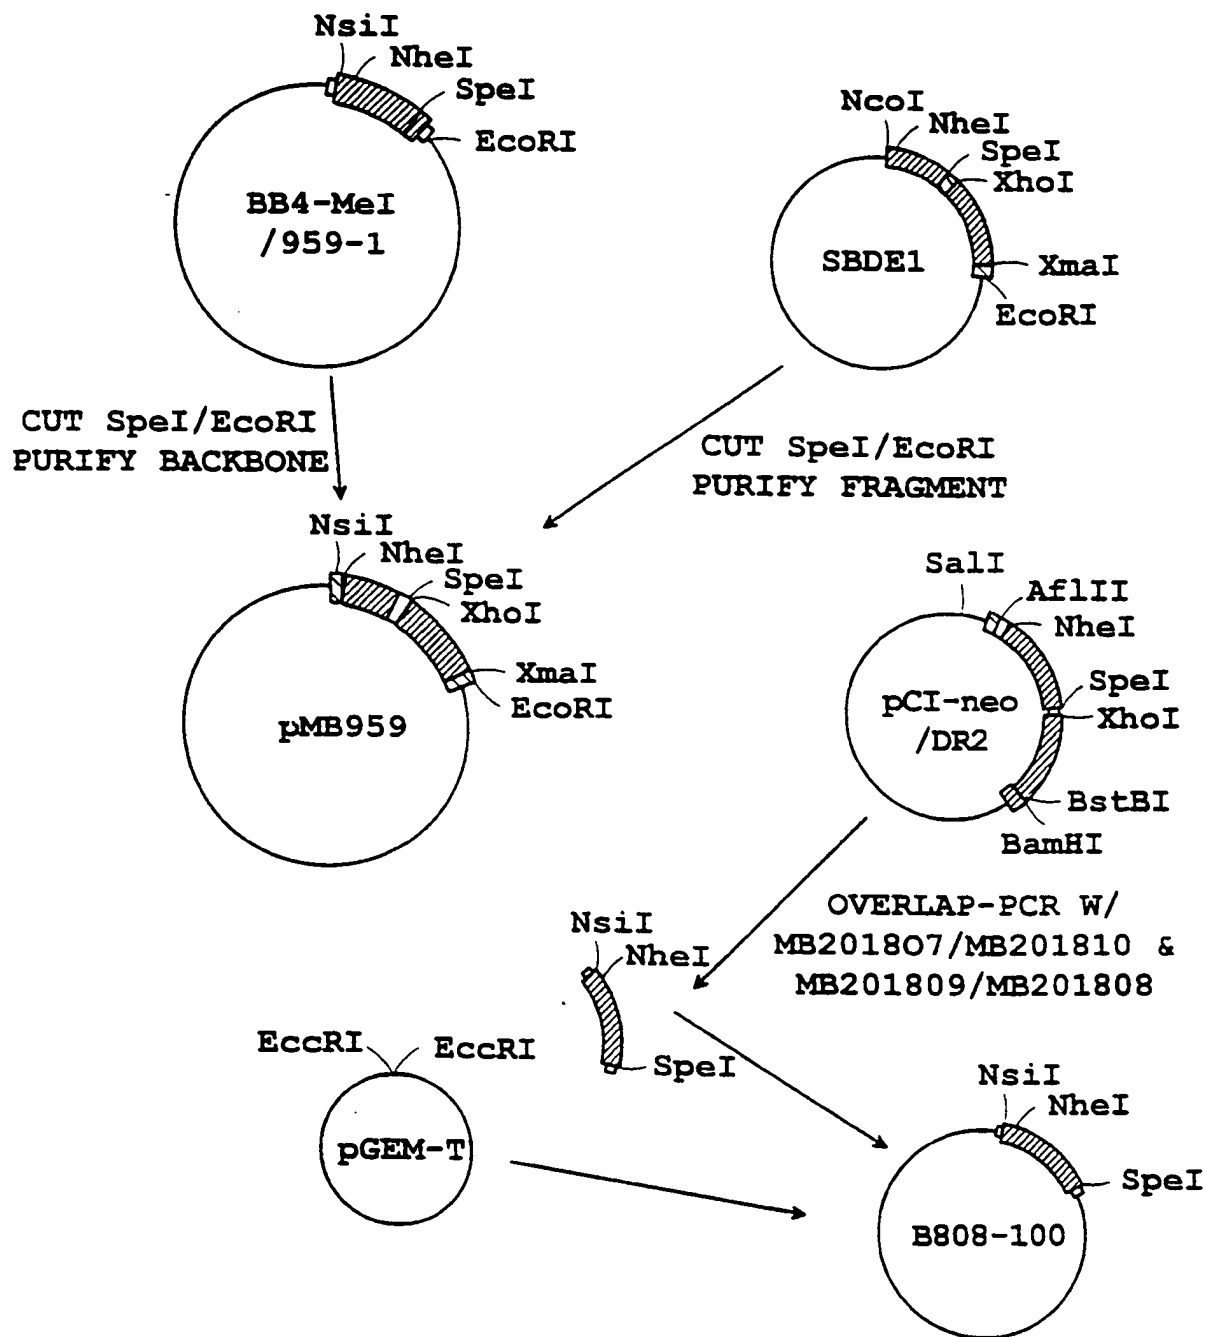 NsiI
NheI
SpeI
EcoRI
BB4-MeI
/959-1
NcoI
NheI
SpeI
XhoI
SBDE1
XmaI
EcoRI
CUT SpeI/EcoRI
PURIFY BACKBONE
CUT SpeI/EcoRI
PURIFY FRAGMENT
NsiI
NheI
SpeI
XhoI
XmaI
EcoRI
pMB959
SalI
AflII
NheI
SpeI
XhoI
pCI-neo
/DR2
BstBI
BamHI
OVERLAP-PCR W/
MB2018O7/MB201810 &
MB201809/MB201808
NsiI
NheI
SpeI
EccRI
EccRI
pGEM-T
NsiI
NheI
SpeI
B808-100